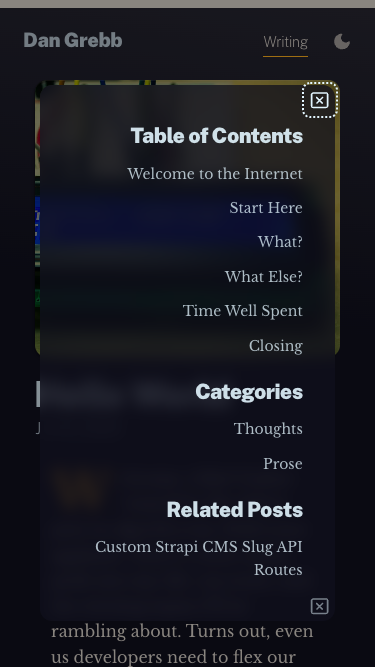 Dan Grebb
Writing
Table of Contents
Welcome to the Internet
Start Here
What?
What Else?
Time Well Spent
Closing
Categories
Thoughts
Prose
Related Posts
Custom Strapi CMS Slug API
Routes
rambling about. Turns out, even
us developers need to flex our